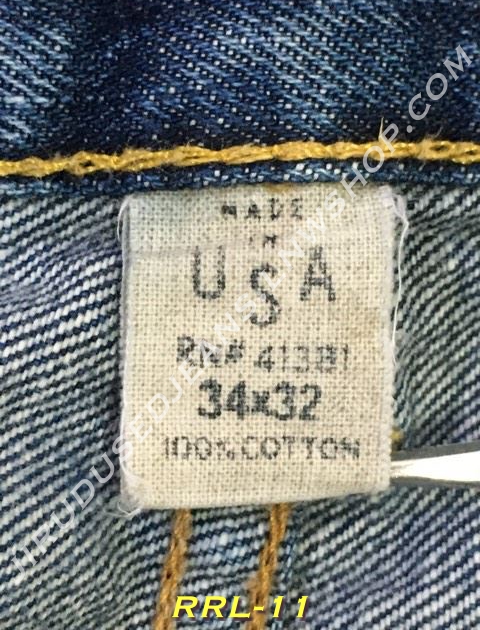 MADE
IN
USA
RN# 41381
34x32
100% COTTON
RRL-11